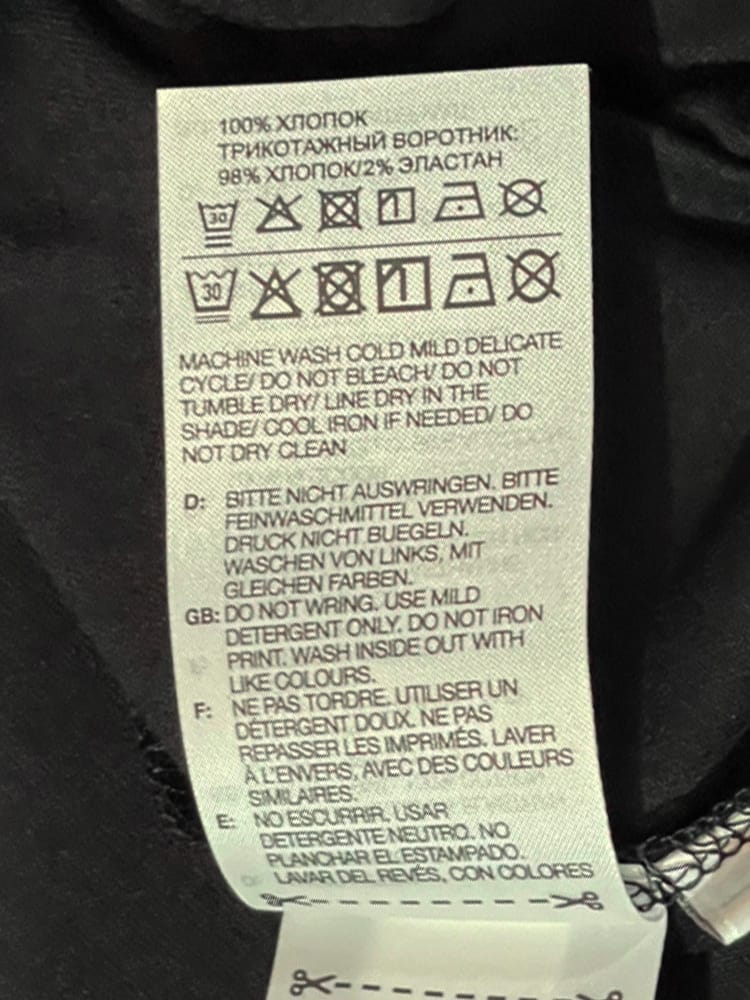 100% ХЛОПОК
ТРИКОТАЖНЫЙ ВОРОТНИК:
98% ХЛОПОК/2% ЭЛАСТАН
30
30
MACHINE WASH COLD MILD DELICATE
CYCLE/ DO NOT BLEACH/ DO NOT
TUMBLE DRY/ LINE DRY IN THE
SHADE/ COOL IRON IF NEEDED/ DO
NOT DRY CLEAN
D: BITTE NICHT AUSWRINGEN. BITTE
FEINWASCHMITTEL VERWENDEN.
DRUCK NICHT BUEGELN.
WASCHEN VON LINKS, MIT
GLEICHEN FARBEN.
GB: DO NOT WRING. USE MILD
DETERGENT ONLY. DO NOT IRON
PRINT. WASH INSIDE OUT WITH
LIKE COLOURS.
F: NE PAS TORDRE. UTILISER UN
DÉTERGENT DOUX. NE PAS
REPASSER LES IMPRIMÉS. LAVER
À L'ENVERS, AVEC DES COULEURS
SIMILAIRES.
E: NO ESCURRIR. USAR
DETERGENTE NEUTRO. NO
PLANCHAR EL ESTAMPADO.
LAVAR DEL REVÉS, CON COLORES